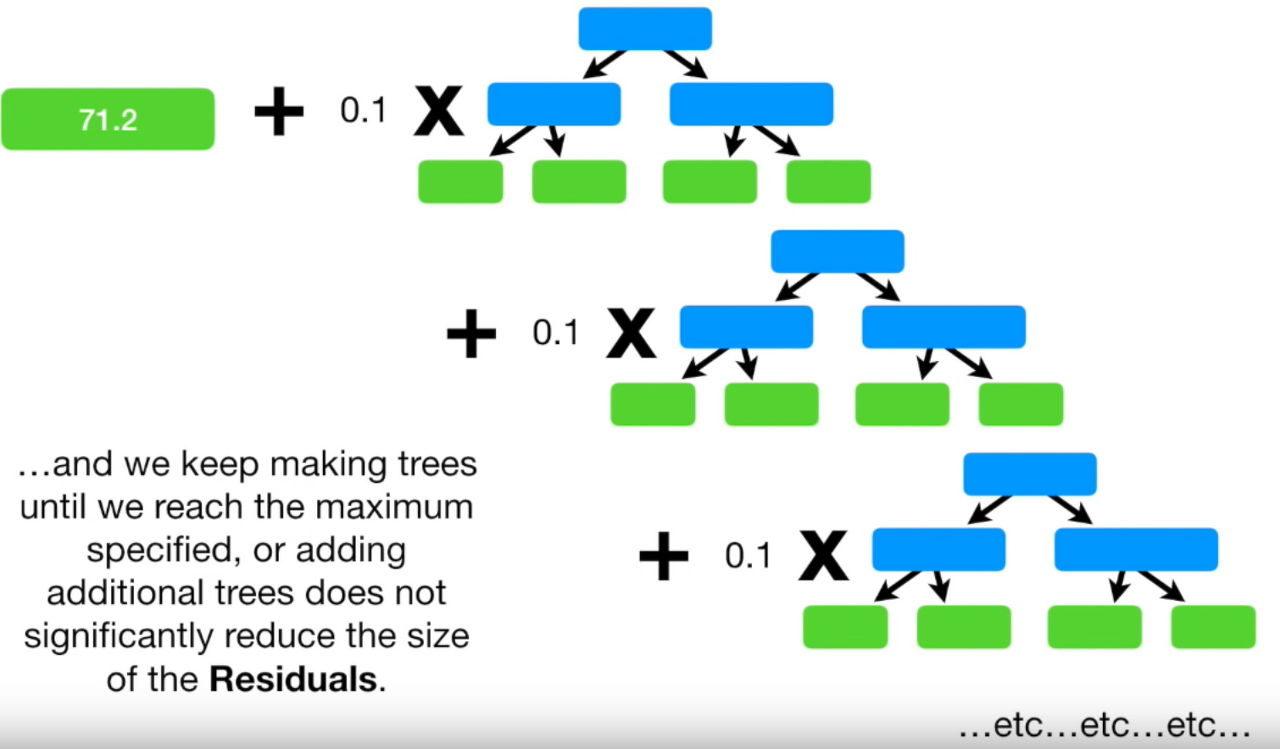 71.2
+ 0.1 X
+ 0.1 X
…and we keep making trees
until we reach the maximum
specified, or adding
additional trees does not
significantly reduce the size
of the Residuals.
+ 0.1 X
…etc…etc…etc…